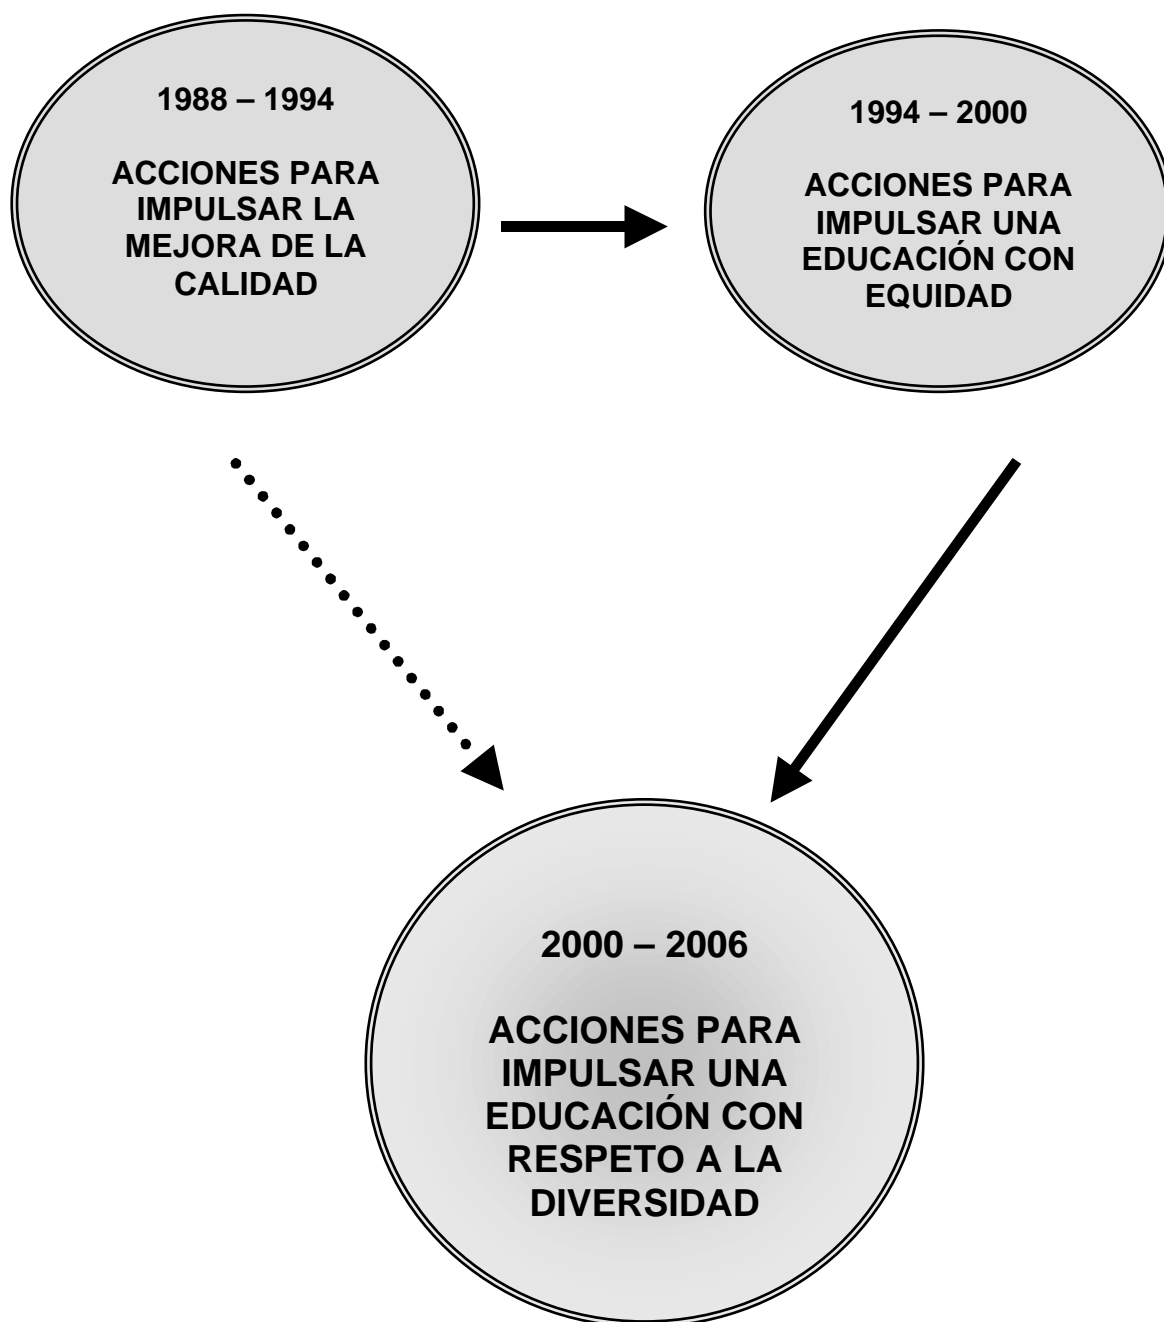 1988 – 1994
ACCIONES PARA
IMPULSAR LA
MEJORA DE LA
CALIDAD
1994 – 2000
ACCIONES PARA
IMPULSAR UNA
EDUCACIÓN CON
EQUIDAD
2000 – 2006
ACCIONES PARA
IMPULSAR UNA
EDUCACIÓN CON
RESPETO A LA
DIVERSIDAD